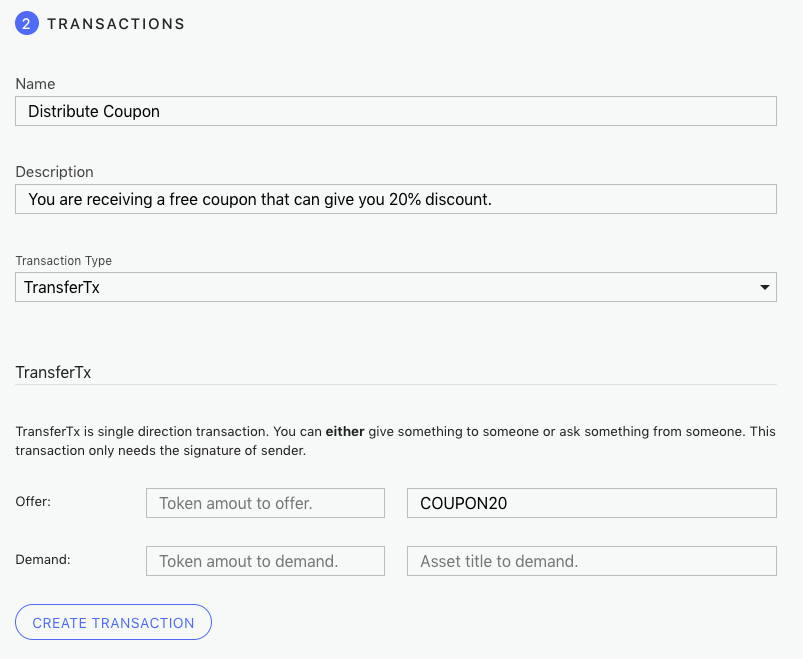 2 TRANSACTIONS
Name
Distribute Coupon
Description
You are receiving a free coupon that can give you 20% discount.
Transaction Type
TransferTx
TransferTx
TransferTx is single direction transaction. You can either give something to someone or ask something from someone. This
transaction only needs the signature of sender.
Offer: Token amout to offer. COUPON20
Demand: Token amout to demand. Asset title to demand.
CREATE TRANSACTION